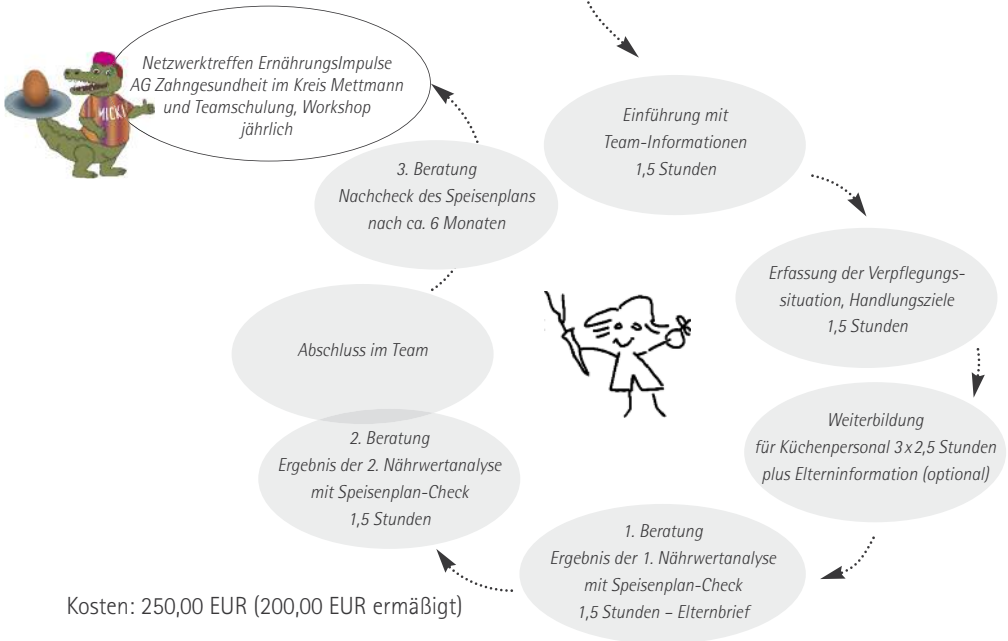 Netzwerktreffen ErnährungsImpulse
AG Zahngesundheit im Kreis Mettmann
und Teamschulung, Workshop
jährlich
MICKI
Einführung mit
Team-Informationen
1,5 Stunden
Erfassung der Verpflegungs-
situation, Handlungsziele
1,5 Stunden
Weiterbildung
für Küchenpersonal 3x2,5 Stunden
plus Elterninformation (optional)
1. Beratung
Ergebnis der 1. Nährwertanalyse
mit Speisenplan-Check
1,5 Stunden – Elternbrief
2. Beratung
Ergebnis der 2. Nährwertanalyse
mit Speisenplan-Check
1,5 Stunden
Abschluss im Team
3. Beratung
Nachcheck des Speisenplans
nach ca. 6 Monaten
Kosten: 250,00 EUR (200,00 EUR ermäßigt)